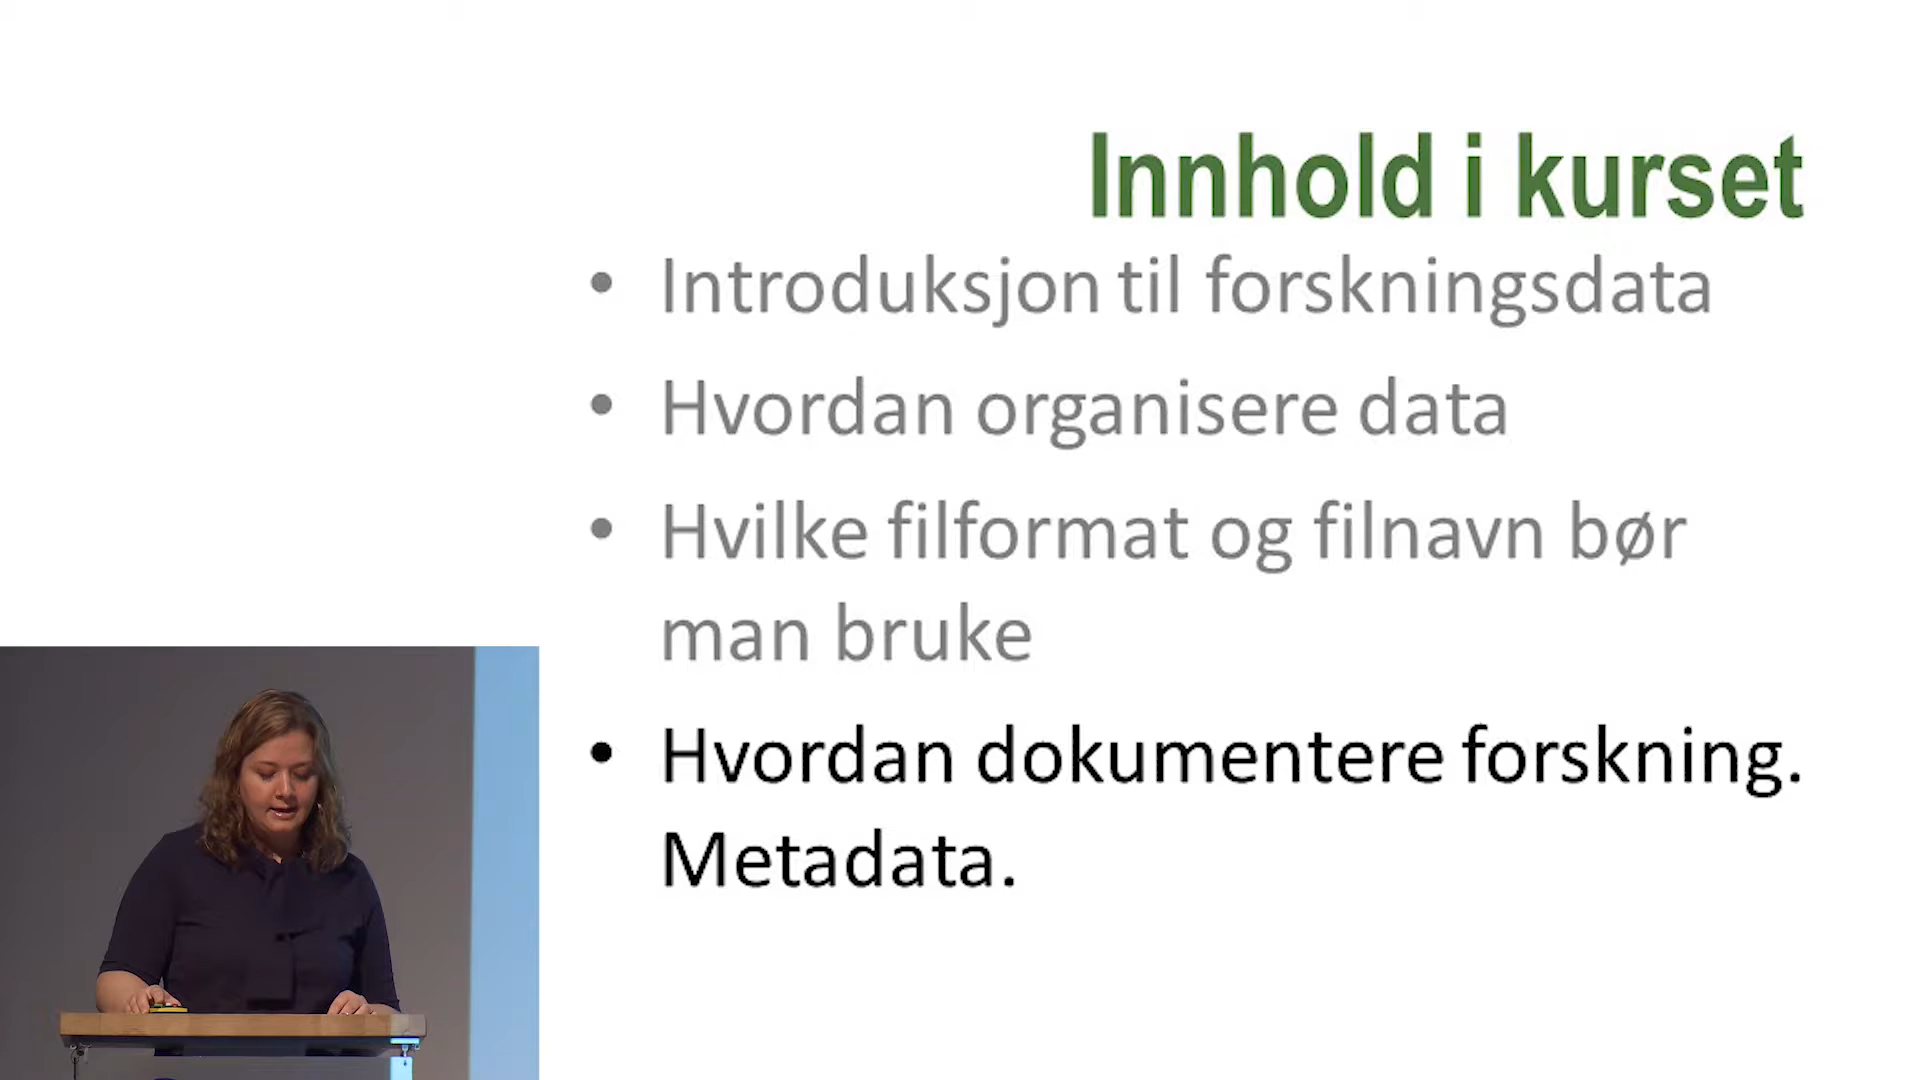 Innhold i kurset
• Introduksjon til forskningsdata
• Hvordan organisere data
• Hvilke filformat og filnavn bør
man bruke
• Hvordan dokumentere forskning.
Metadata.